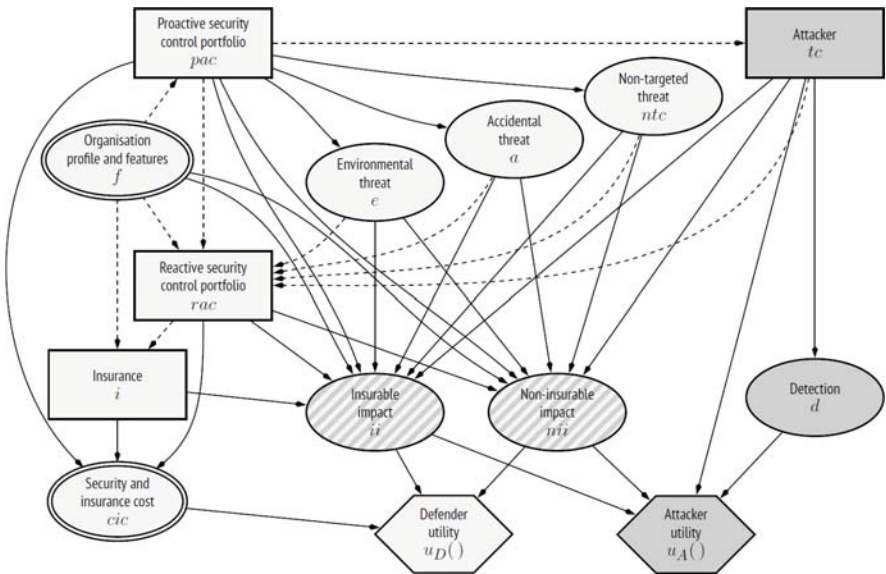 Proactive security
control portfolio
pac
Attacker
tc
Non-targeted
threat
ntc
Accidental
threat
a
Organisation
profile and features
f
Environmental
threat
e
Reactive security
control portfolio
rac
Insurance
i
Insurable
impact
ii
Non-insurable
impact
nii
Detection
d
Security and
insurance cost
cic
Defender
utility
u_D( )
Attacker
utility
u_A( )